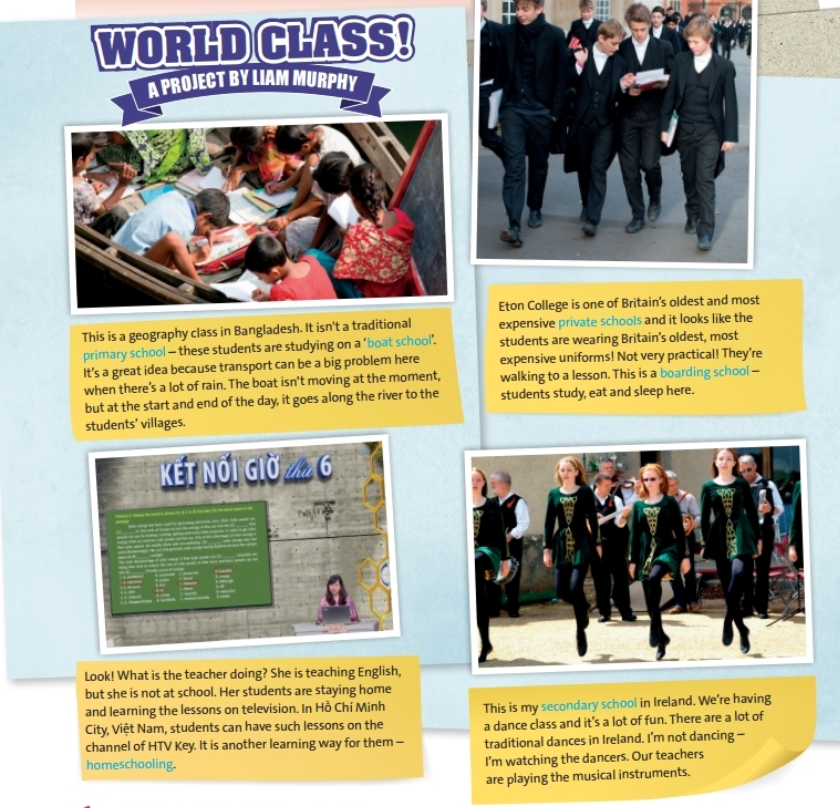 WORLD CLASS!
A PROJECT BY LIAM MURPHY
This is a geography class in Bangladesh. It isn't a traditional
primary school – these students are studying on a 'boat school'.
It's a great idea because transport can be a big problem here
when there's a lot of rain. The boat isn't moving at the moment,
but at the start and end of the day, it goes along the river to the
students' villages.
Eton College is one of Britain's oldest and most
expensive private schools and it looks like the
students are wearing Britain's oldest, most
expensive uniforms! Not very practical! They're
walking to a lesson. This is a boarding school –
students study, eat and sleep here.
KẾT NỐI GIỜ thứ 6
Look! What is the teacher doing? She is teaching English,
but she is not at school. Her students are staying home
and learning the lessons on television. In Hồ Chí Minh
City, Việt Nam, students can have such lessons on the
channel of HTV Key. It is another learning way for them –
homeschooling.
This is my secondary school in Ireland. We're having
a dance class and it's a lot of fun. There are a lot of
traditional dances in Ireland. I'm not dancing –
I'm watching the dancers. Our teachers
are playing the musical instruments.